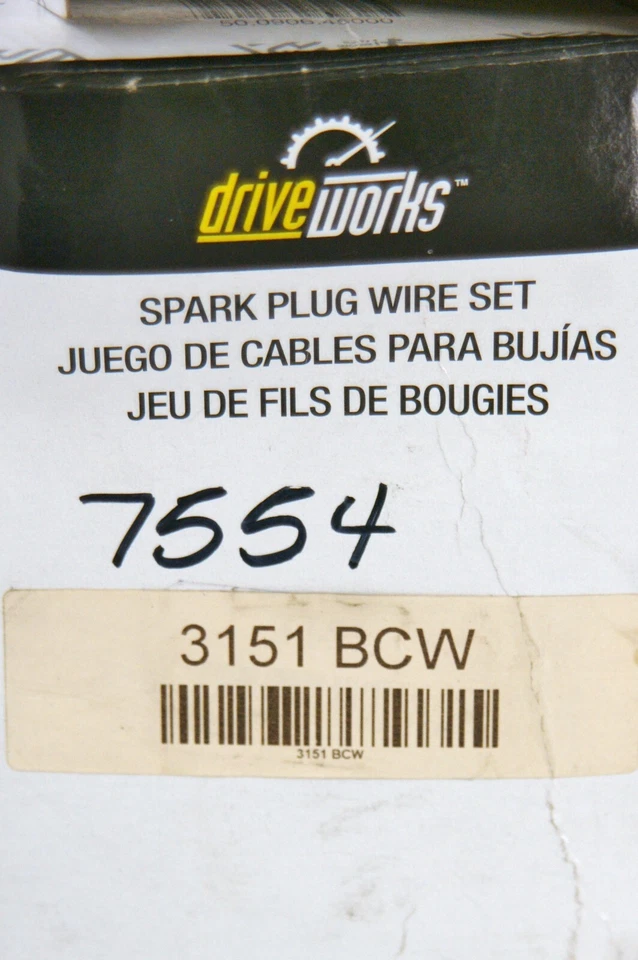 driveworks™
SPARK PLUG WIRE SET
JUEGO DE CABLES PARA BUJÍAS
JEU DE FILS DE BOUGIES
7554
3151 BCW
3151 BCW